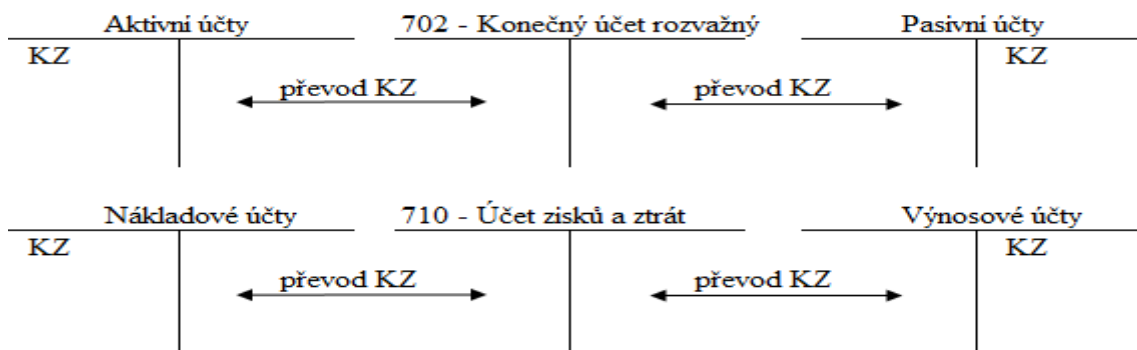 Aktivní účty 702 - Konečný účet rozvažný Pasivní účty
KZ KZ
převod KZ převod KZ
Nákladové účty 710 - Účet zisků a ztrát Výnosové účty
KZ KZ
převod KZ převod KZ